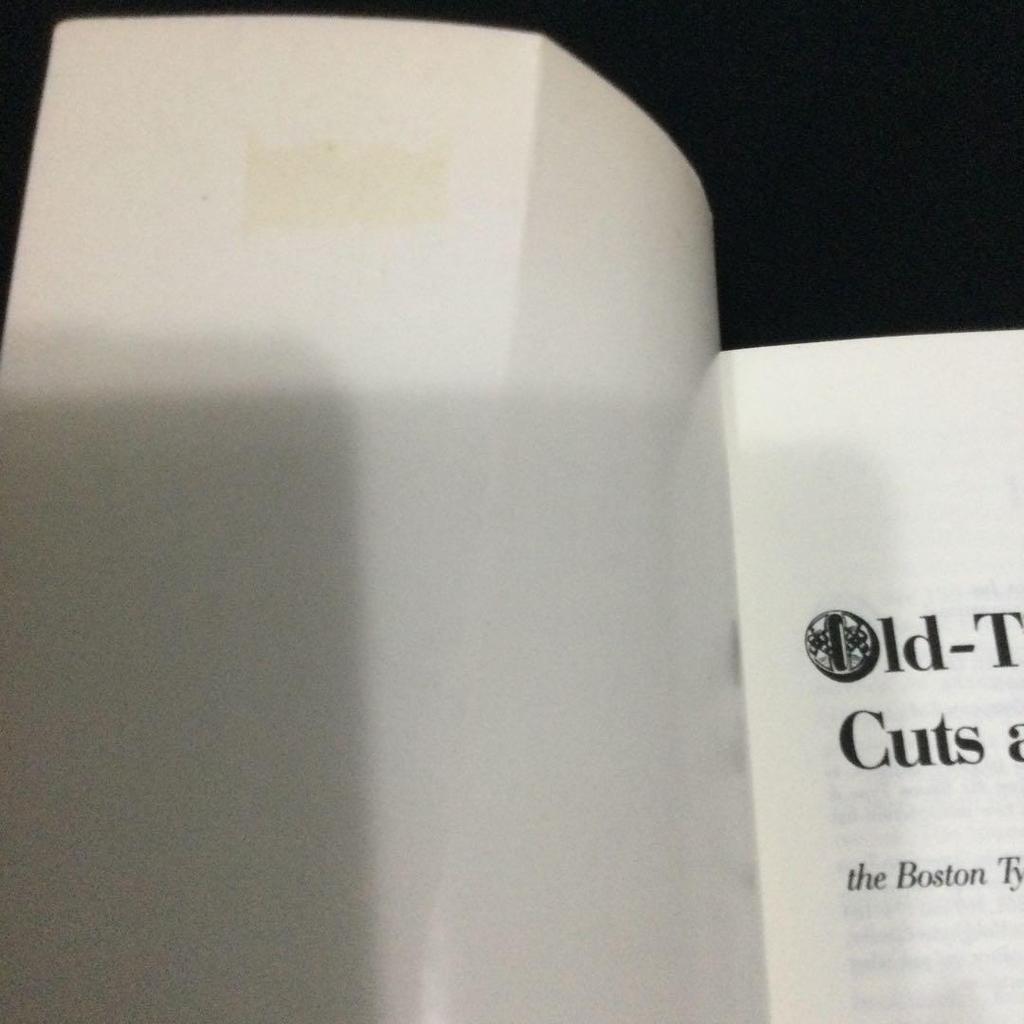 Old-T
Cuts a
the Boston Ty